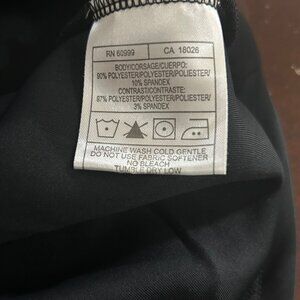 RN 60999 CA 18026
BODY/CORSAGE/CUERPO:
90% POLYESTER/POLYESTER/POLIESTER/
10% SPANDEX
CONTRAST/CONTRASTE:
97% POLYESTER/POLYESTER/POLIESTER/
3% SPANDEX
MACHINE WASH COLD GENTLE
DO NOT USE FABRIC SOFTENER
NO BLEACH
TUMBLE DRY LOW